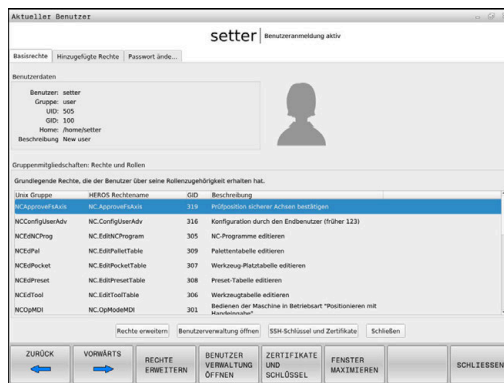 Aktueller Benutzer
setter Benutzeranmeldung aktiv
Basisrechte Hinzugefügte Rechte Passwort ände...
Benutzerdaten
Benutzer: setter
Gruppe: user
UID: 505
GID: 100
Home: /home/setter
Beschreibung New user
Gruppenmitgliedschaften: Rechte und Rollen
Grundlegende Rechte, die der Benutzer über seine Rollenzugehörigkeit erhalten hat.
Unix Gruppe HEROS Rechtename GID Beschreibung
NCApproveFsAxis NC.ApproveFsAxis 319 Prüfposition sicherer Achsen bestätigen
NCConfigUserAdv NC.ConfigUserAdv 316 Konfiguration durch den Endbenutzer (früher 123)
NCEdNCProg NC.EditNCProgram 305 NC-Programme editieren
NCEdPal NC.EditPalletTable 309 Palettentabelle editieren
NCEdPocket NC.EditPocketTable 307 Werkzeug-Platztabelle editieren
NCEdPreset NC.EditPresetTable 308 Preset-Tabelle editieren
NCEdTool NC.EditToolTable 306 Werkzeugtabelle editieren
NCOpMDI NC.OpModeMDI 301 Bedienen der Maschine in Betriebsart "Positionieren mit
Handeingabe"
Rechte erweitern Benutzerverwaltung öffnen SSH-Schlüssel und Zertifikate Schließen
ZURÜCK VORWÄRTS RECHTE ERWEITERN BENUTZER VERWALTUNG ÖFFNEN ZERTIFIKATE UND SCHLÜSSEL FENSTER MAXIMIEREN SCHLIESSEN